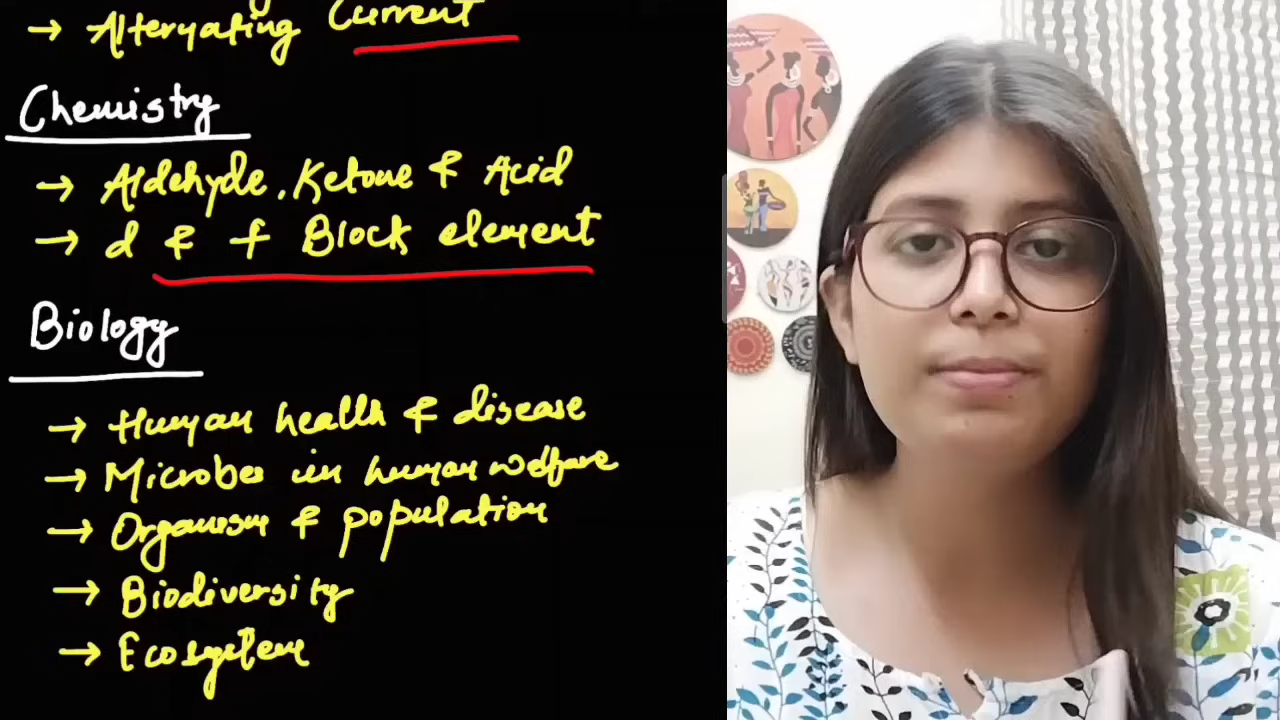 → Alternating Current
Chemistry
→ Aldehyde, Ketone & Acid
→ d & f Block element
Biology
→ Human health & disease
→ Microbes in human welfare
→ Organism & population
→ Biodiversity
→ Ecosystem